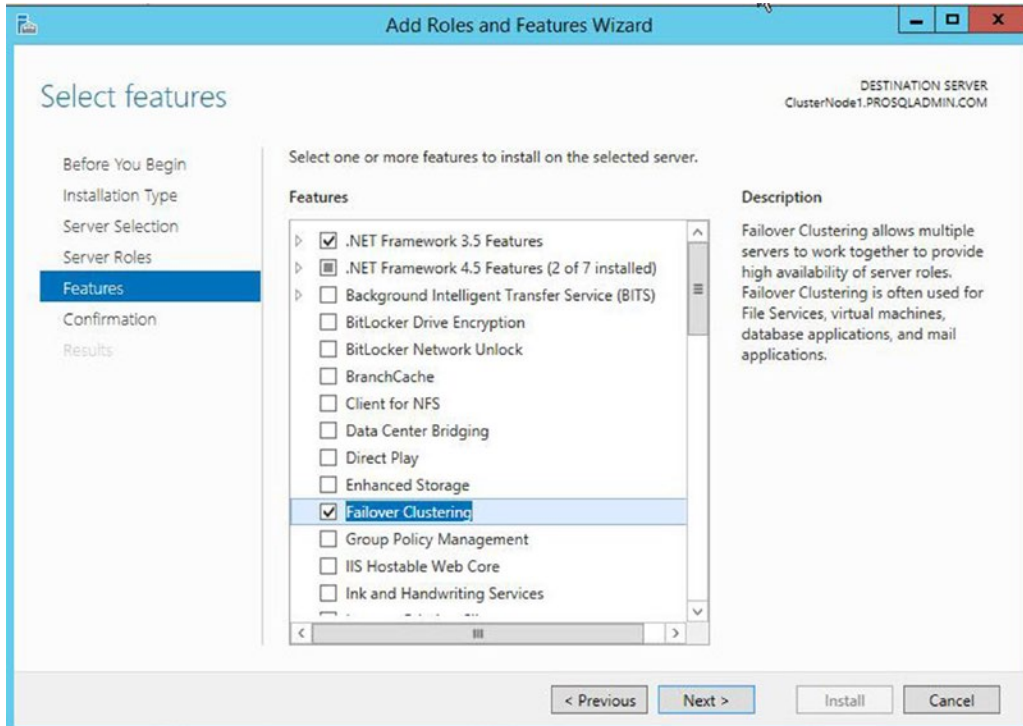 Add Roles and Features Wizard
Select features
DESTINATION SERVER
ClusterNode1.PROSQLADMIN.COM
Before You Begin
Installation Type
Server Selection
Server Roles
Features
Confirmation
Results
Select one or more features to install on the selected server.
Features
.NET Framework 3.5 Features
.NET Framework 4.5 Features (2 of 7 installed)
Background Intelligent Transfer Service (BITS)
BitLocker Drive Encryption
BitLocker Network Unlock
BranchCache
Client for NFS
Data Center Bridging
Direct Play
Enhanced Storage
Failover Clustering
Group Policy Management
IIS Hostable Web Core
Ink and Handwriting Services
Description
Failover Clustering allows multiple
servers to work together to provide
high availability of server roles.
Failover Clustering is often used for
File Services, virtual machines,
database applications, and mail
applications.
< Previous
Next >
Install
Cancel